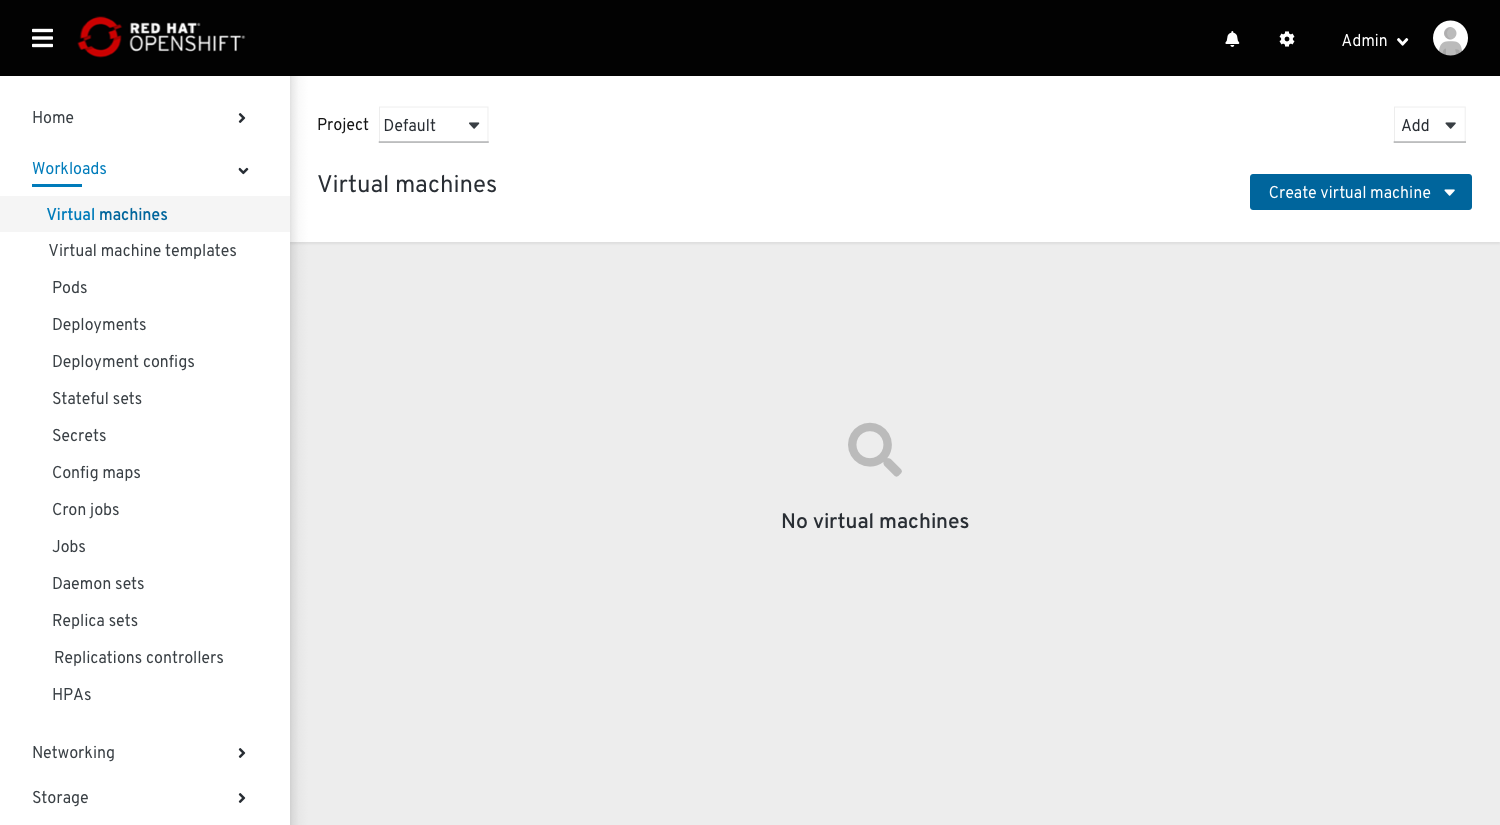 RED HAT
OPENSHIFT
Admin
Home
Workloads
Virtual machines
Virtual machine templates
Pods
Deployments
Deployment configs
Stateful sets
Secrets
Config maps
Cron jobs
Jobs
Daemon sets
Replica sets
Replications controllers
HPAs
Networking
Storage
Project Default
Add
Virtual machines
Create virtual machine
No virtual machines